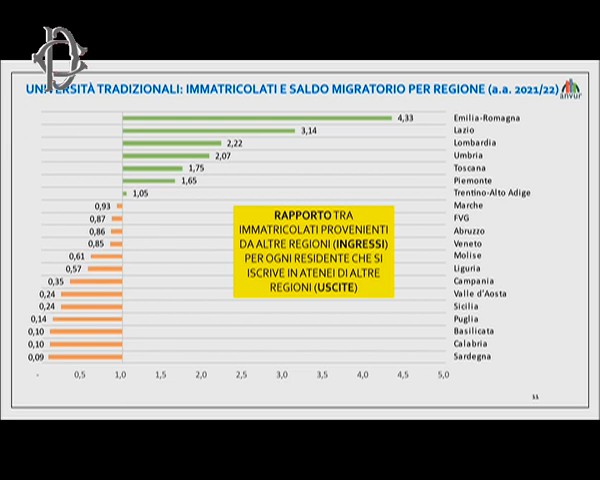 UNIVERSITÀ TRADIZIONALI: IMMATRICOLATI E SALDO MIGRATORIO PER REGIONE (a.a. 2021/22)
anvur
4,33 Emilia-Romagna
3,14 Lazio
2,22 Lombardia
2,07 Umbria
1,75 Toscana
1,65 Piemonte
1,05 Trentino-Alto Adige
0,93 Marche
0,87 FVG
0,86 Abruzzo
0,85 Veneto
0,61 Molise
0,57 Liguria
0,35 Campania
0,24 Valle d'Aosta
0,24 Sicilia
0,14 Puglia
0,10 Basilicata
0,10 Calabria
0,09 Sardegna
RAPPORTO TRA
IMMATRICOLATI PROVENIENTI
DA ALTRE REGIONI (INGRESSI)
PER OGNI RESIDENTE CHE SI
ISCRIVE IN ATENEI DI ALTRE
REGIONI (USCITE)
- 0,5 1,0 1,5 2,0 2,5 3,0 3,5 4,0 4,5 5,0
11